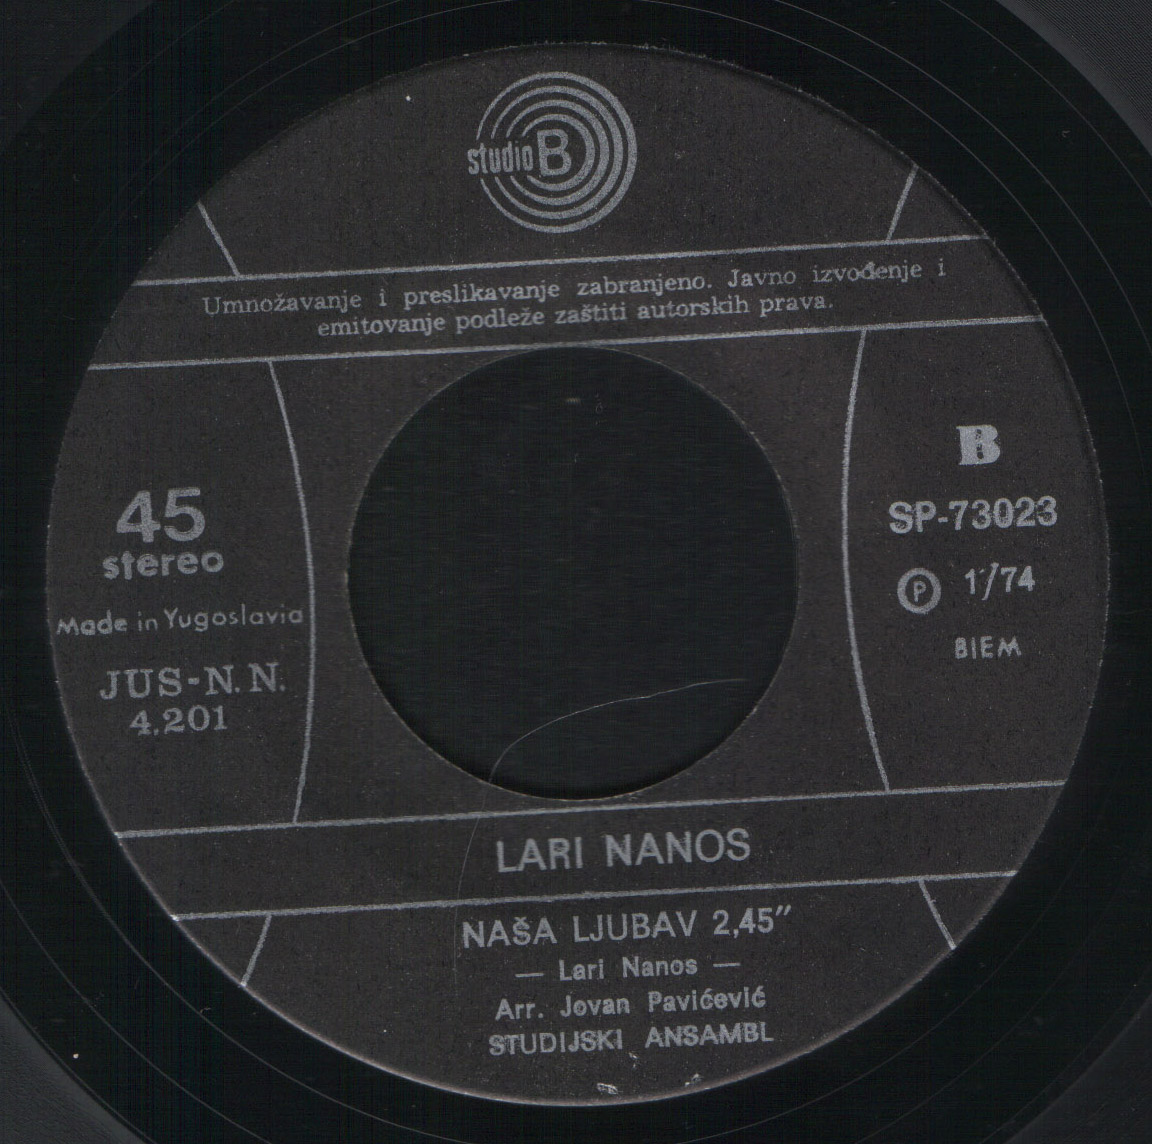 studio B
Umnožavanje i preslikavanje zabranjeno. Javno izvođenje i
emitovanje podleže zaštiti autorskih prava.
45
stereo
Made in Yugoslavia
JUS-N. N.
4.201
B
SP-73023
Ⓟ 1/74
BIEM
LARI NANOS
NAŠA LJUBAV 2,45″
— Lari Nanos —
Arr. Jovan Pavićević
STUDIJSKI ANSAMBL